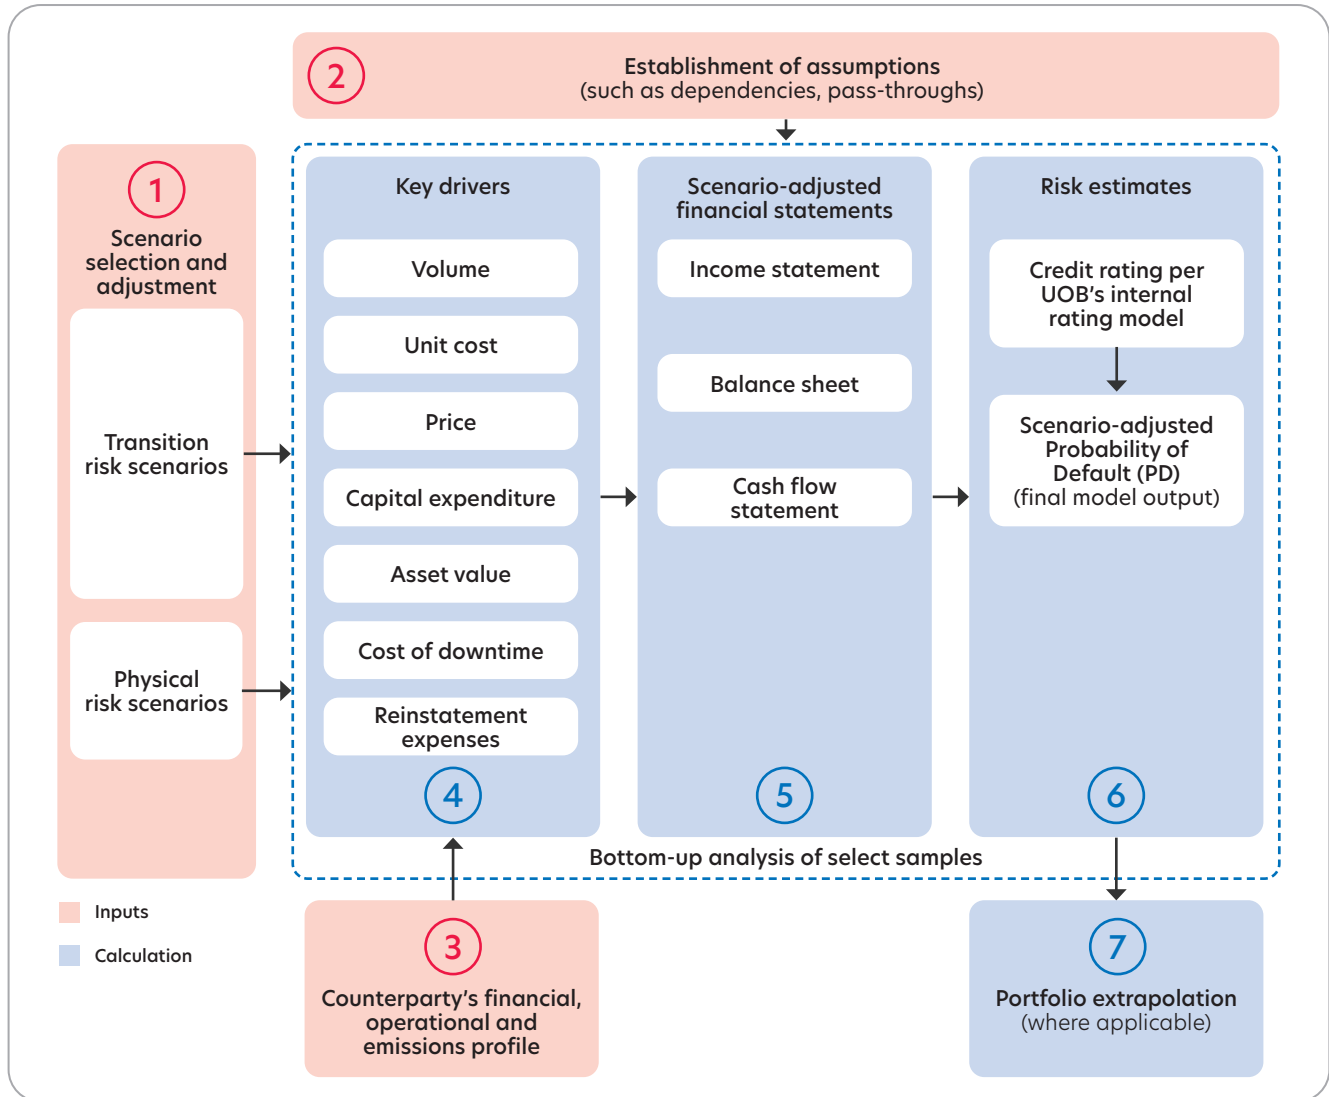 2
Establishment of assumptions
(such as dependencies, pass-throughs)
1
Scenario
selection and
adjustment
Transition
risk scenarios
Physical
risk scenarios
Key drivers
Volume
Unit cost
Price
Capital expenditure
Asset value
Cost of downtime
Reinstatement
expenses
4
Scenario-adjusted
financial statements
Income statement
Balance sheet
Cash flow
statement
5
Risk estimates
Credit rating per
UOB's internal
rating model
Scenario-adjusted
Probability of
Default (PD)
(final model output)
6
Bottom-up analysis of select samples
Inputs
Calculation
3
Counterparty's financial,
operational and
emissions profile
7
Portfolio extrapolation
(where applicable)